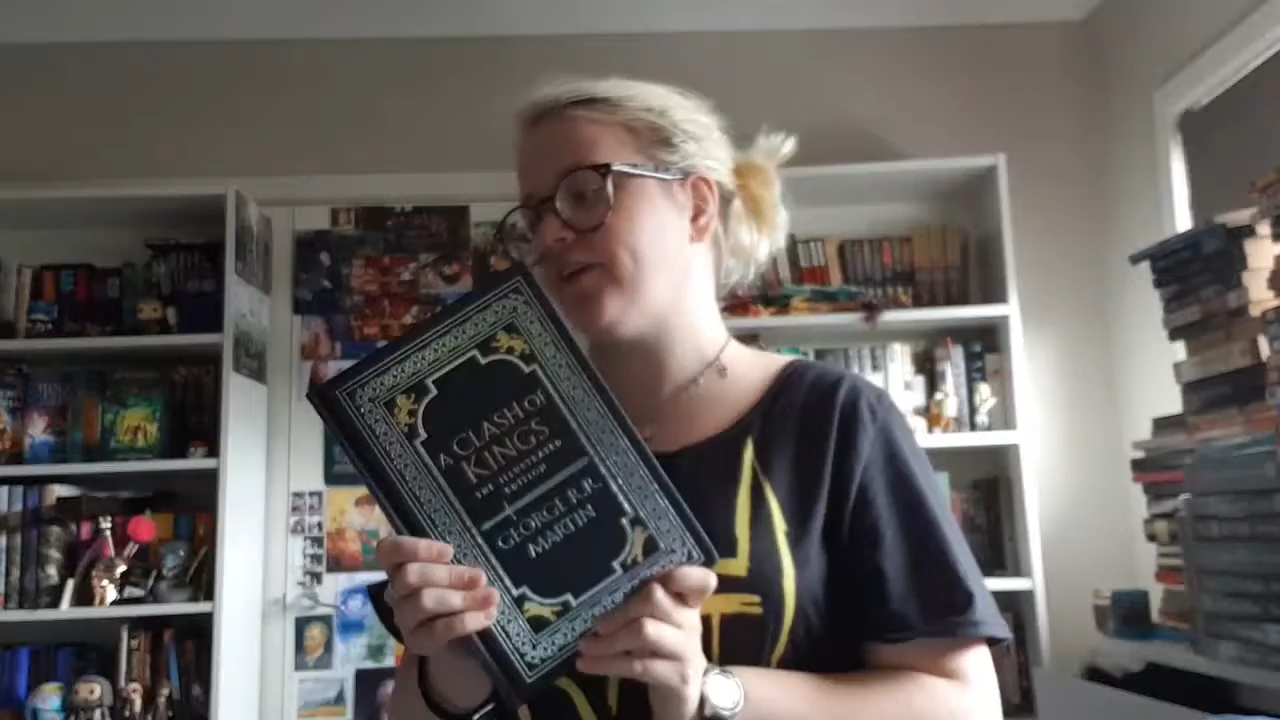 A CLASH OF
KINGS
THE ILLUSTRATED
EDITION
GEORGE R.R.
MARTIN